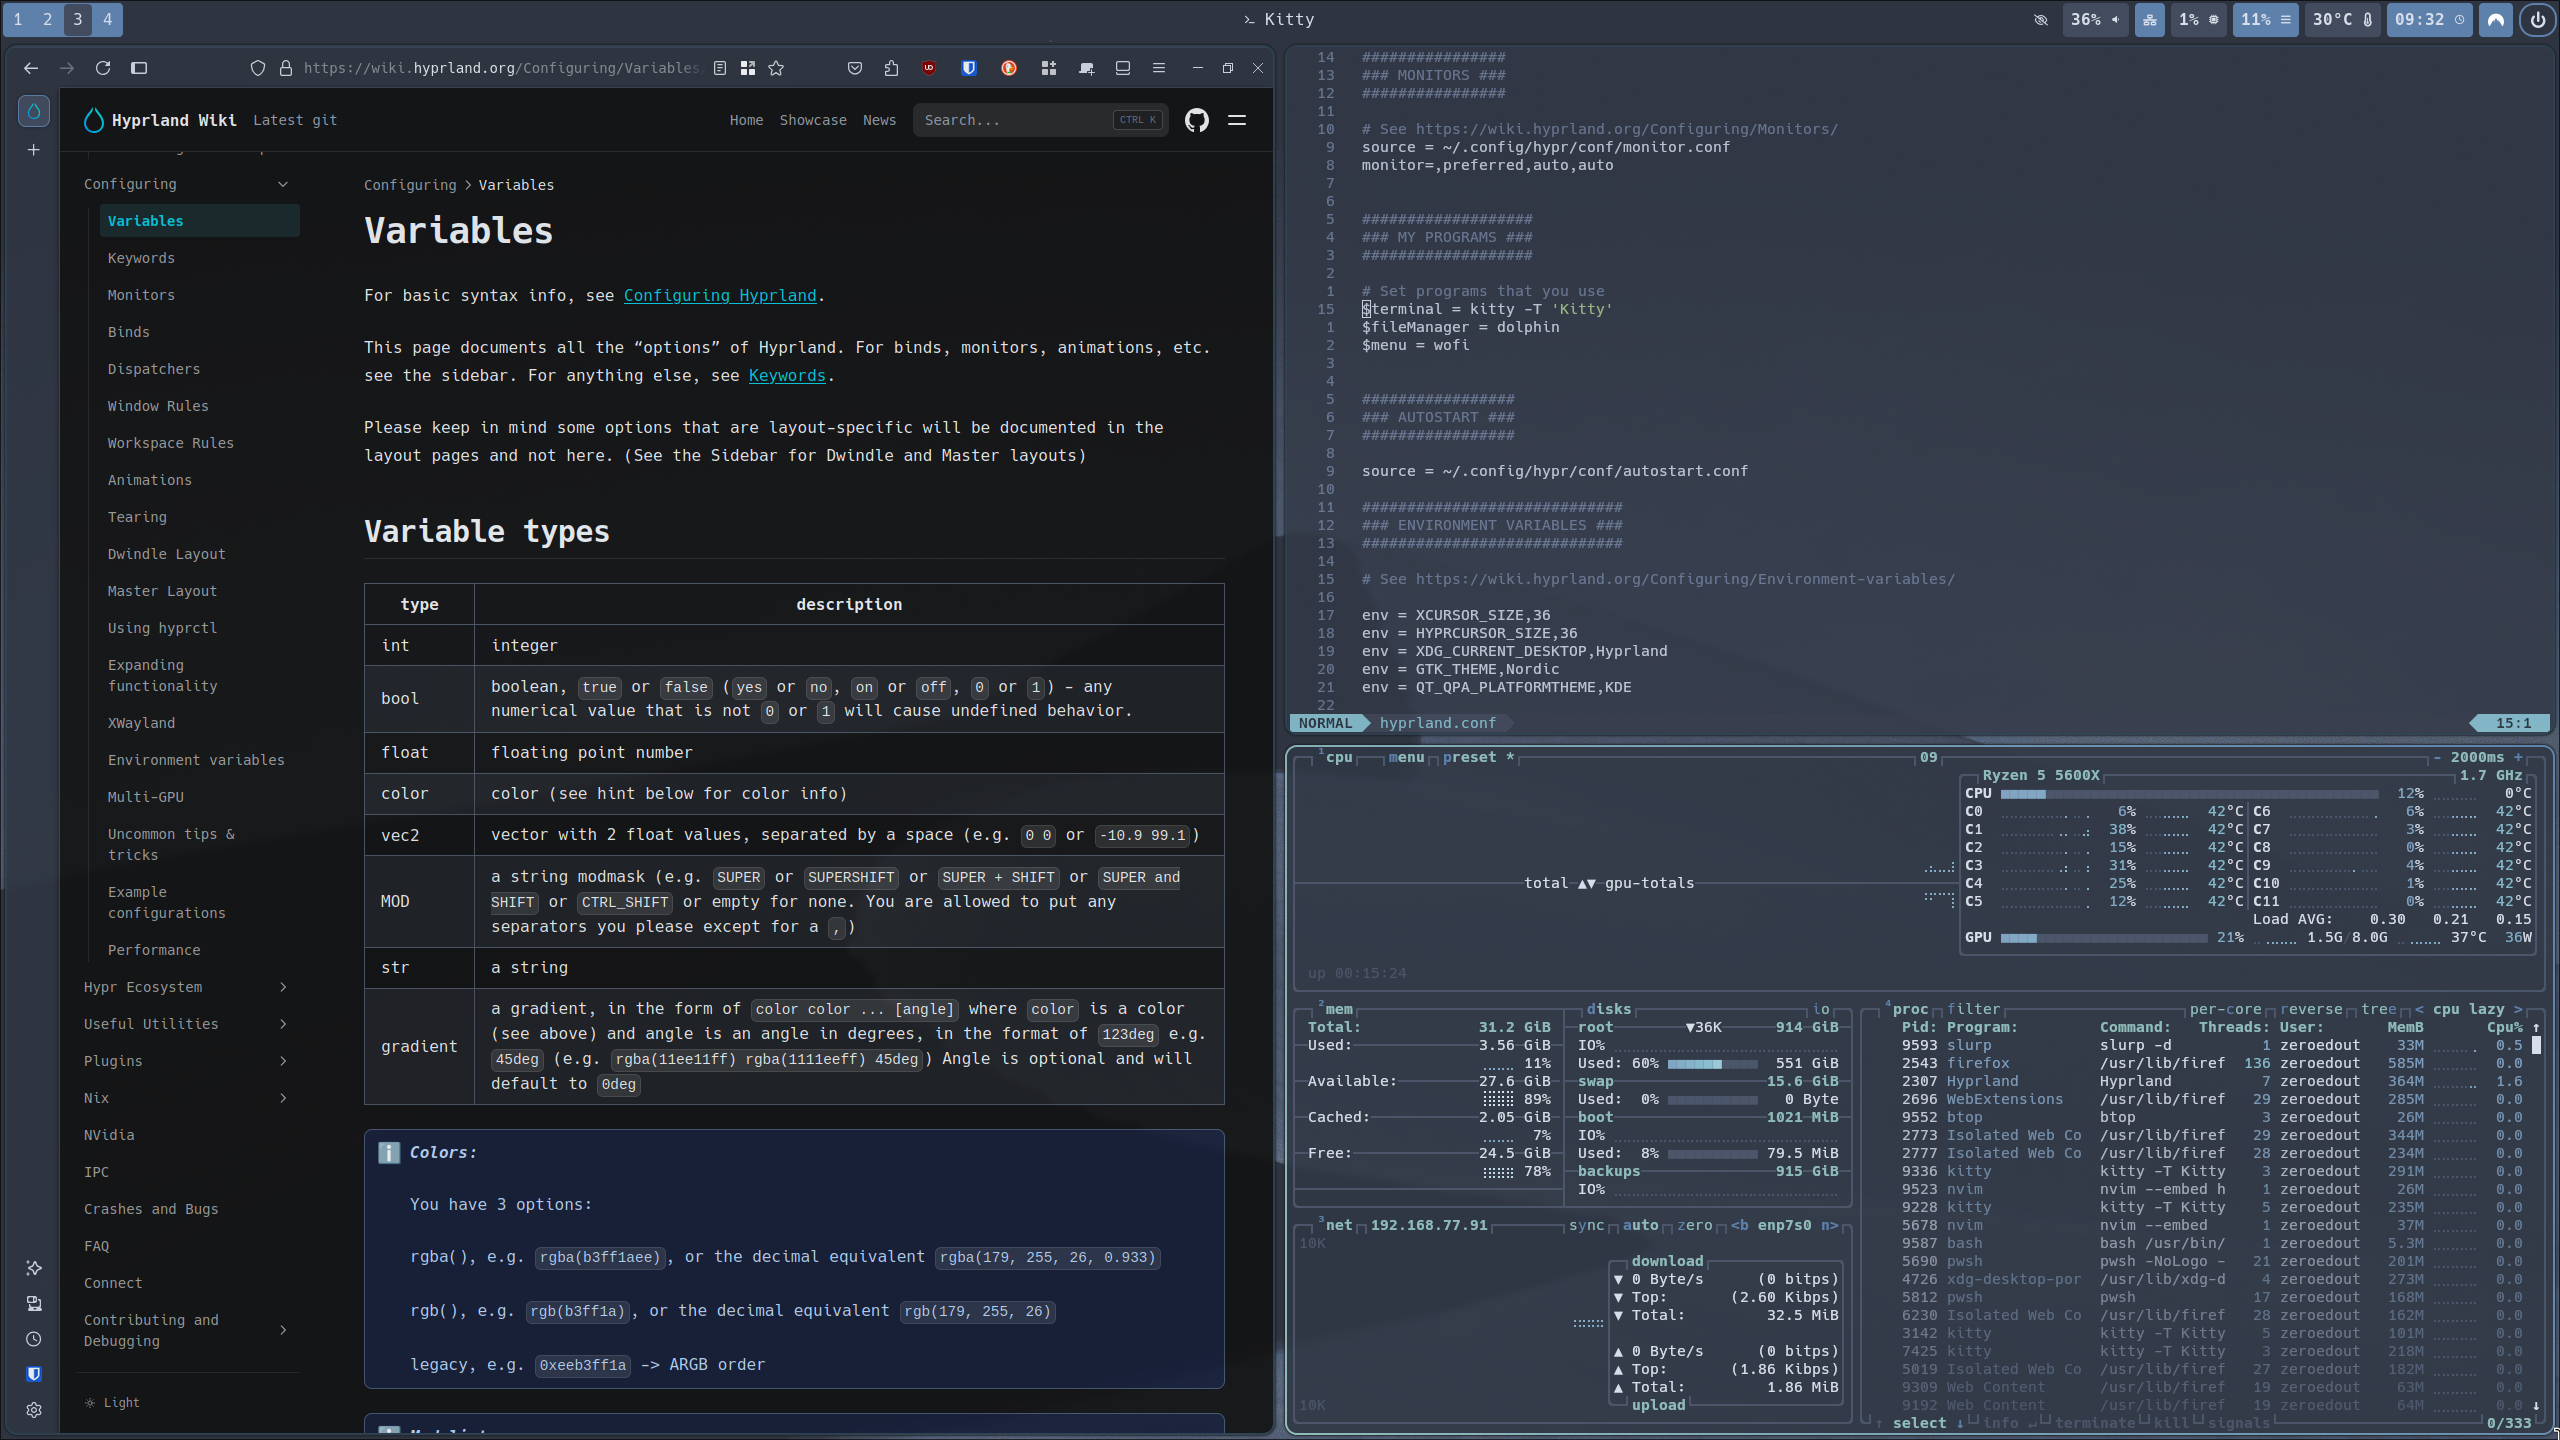 1 2 3 4
Kitty
36%
1%
11%
30°C
09:32
https://wiki.hyprland.org/Configuring/Variables
Hyprland Wiki
Latest git
Home
Showcase
News
Search...
CTRL K
Configuring
Variables
Keywords
Monitors
Binds
Dispatchers
Window Rules
Workspace Rules
Animations
Tearing
Dwindle Layout
Master Layout
Using hyprctl
Expanding
functionality
XWayland
Environment variables
Multi-GPU
Uncommon tips &
tricks
Example
configurations
Performance
Hypr Ecosystem
Useful Utilities
Plugins
Nix
NVidia
IPC
Crashes and Bugs
FAQ
Connect
Contributing and
Debugging
Light
Configuring > Variables
Variables
For basic syntax info, see Configuring Hyprland.
This page documents all the “options” of Hyprland. For binds, monitors, animations, etc.
see the sidebar. For anything else, see Keywords.
Please keep in mind some options that are layout-specific will be documented in the
layout pages and not here. (See the Sidebar for Dwindle and Master layouts)
Variable types
type description
int integer
bool boolean, true or false (yes or no, on or off, 0 or 1) - any
numerical value that is not 0 or 1 will cause undefined behavior.
float floating point number
color color (see hint below for color info)
vec2 vector with 2 float values, separated by a space (e.g. 0 0 or -10.9 99.1)
MOD a string modmask (e.g. SUPER or SUPERSHIFT or SUPER + SHIFT or SUPER and
SHIFT or CTRL_SHIFT or empty for none. You are allowed to put any
separators you please except for a ,)
str a string
gradient a gradient, in the form of color color ... [angle] where color is a color
(see above) and angle is an angle in degrees, in the format of 123deg e.g.
45deg (e.g. rgba(11ee11ff) rgba(1111eeff) 45deg) Angle is optional and will
default to 0deg
Colors:
You have 3 options:
rgba(), e.g. rgba(b3ff1aee), or the decimal equivalent rgba(179, 255, 26, 0.933)
rgb(), e.g. rgb(b3ff1a), or the decimal equivalent rgb(179, 255, 26)
legacy, e.g. 0xeeb3ff1a -> ARGB order
14 ################
13 ### MONITORS ###
12 ################
11
10 # See https://wiki.hyprland.org/Configuring/Monitors/
9 source = ~/.config/hypr/conf/monitor.conf
8 monitor=,preferred,auto,auto
7
6
5 ###################
4 ### MY PROGRAMS ###
3 ###################
2
1 # Set programs that you use
15 $terminal = kitty -T 'Kitty'
1 $fileManager = dolphin
2 $menu = wofi
3
4
5 #################
6 ### AUTOSTART ###
7 #################
8
9 source = ~/.config/hypr/conf/autostart.conf
10
11 #############################
12 ### ENVIRONMENT VARIABLES ###
13 #############################
14
15 # See https://wiki.hyprland.org/Configuring/Environment-variables/
16
17 env = XCURSOR_SIZE,36
18 env = HYPRCURSOR_SIZE,36
19 env = XDG_CURRENT_DESKTOP,Hyprland
20 env = GTK_THEME,Nordic
21 env = QT_QPA_PLATFORMTHEME,KDE
22
NORMAL hyprland.conf 15:1
1cpu menu preset * 09 - 2000ms +
Ryzen 5 5600X 1.7 GHz
CPU 12% 0°C
C0 6% 42°C C6 6% 42°C
C1 38% 42°C C7 3% 42°C
C2 15% 42°C C8 0% 42°C
C3 31% 42°C C9 4% 42°C
C4 25% 42°C C10 1% 42°C
C5 12% 42°C C11 0% 42°C
Load AVG: 0.30 0.21 0.15
GPU 21% 1.5G/8.0G 37°C 36W
total ▲▼ gpu-totals
up 00:15:24
2mem
Total: 31.2 GiB
Used: 3.56 GiB
11%
Available: 27.6 GiB
89%
Cached: 2.05 GiB
7%
Free: 24.5 GiB
78%
disks io
root ▼36K 914 GiB
IO%
Used: 60% 551 GiB
swap 15.6 GiB
Used: 0% 0 Byte
boot 1021 MiB
IO%
Used: 8% 79.5 MiB
backups 915 GiB
IO%
3net 192.168.77.91 sync auto zero <b enp7s0 n>
10K
download
▼ 0 Byte/s (0 bitps)
▼ Top: (2.60 Kibps)
▼ Total: 32.5 MiB
▲ 0 Byte/s (0 bitps)
▲ Top: (1.86 Kibps)
▲ Total: 1.86 MiB
upload
10K
4proc filter per-core reverse tree < cpu lazy >
Pid: Program: Command: Threads: User: MemB Cpu% ↑
9593 slurp slurp -d 1 zeroedout 33M 0.5
2543 firefox /usr/lib/firef 136 zeroedout 585M 0.0
2307 Hyprland Hyprland 7 zeroedout 364M 1.6
2696 WebExtensions /usr/lib/firef 29 zeroedout 285M 0.0
9552 btop btop 3 zeroedout 26M 0.0
2773 Isolated Web Co /usr/lib/firef 29 zeroedout 344M 0.0
2777 Isolated Web Co /usr/lib/firef 28 zeroedout 234M 0.0
9336 kitty kitty -T Kitty 3 zeroedout 291M 0.0
9523 nvim nvim --embed h 1 zeroedout 26M 0.0
9228 kitty kitty -T Kitty 5 zeroedout 235M 0.0
5678 nvim nvim --embed 1 zeroedout 37M 0.0
9587 bash bash /usr/bin/ 1 zeroedout 5.3M 0.0
5690 pwsh pwsh -NoLogo - 21 zeroedout 201M 0.0
4726 xdg-desktop-por /usr/lib/xdg-d 4 zeroedout 273M 0.0
5812 pwsh pwsh 17 zeroedout 168M 0.0
6230 Isolated Web Co /usr/lib/firef 28 zeroedout 162M 0.0
3142 kitty kitty -T Kitty 5 zeroedout 101M 0.0
7425 kitty kitty -T Kitty 3 zeroedout 218M 0.0
5019 Isolated Web Co /usr/lib/firef 27 zeroedout 182M 0.0
9309 Web Content /usr/lib/firef 19 zeroedout 63M 0.0
9192 Web Content /usr/lib/firef 19 zeroedout 64M 0.0 ↓
↑ select ↓ info ↵ terminate kill signals 0/333